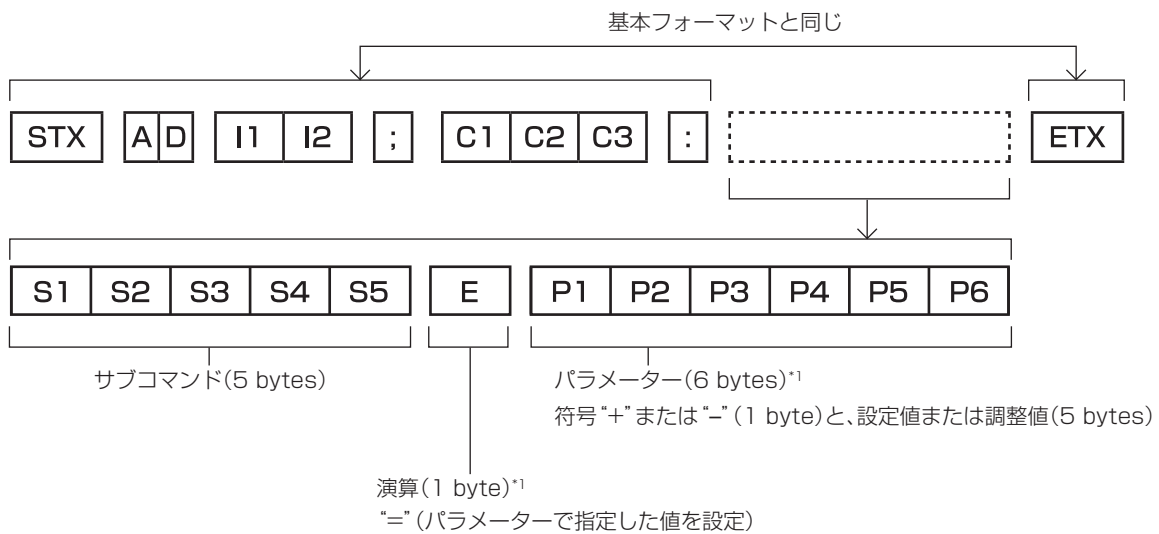 基本フォーマットと同じ
STX A D I1 I2 ; C1 C2 C3 : ETX
S1 S2 S3 S4 S5 E P1 P2 P3 P4 P5 P6
サブコマンド(5 bytes)
パラメーター(6 bytes)*1
符号“+”または“−”(1 byte)と、設定値または調整値(5 bytes)
演算(1 byte)*1
“=”(パラメーターで指定した値を設定)